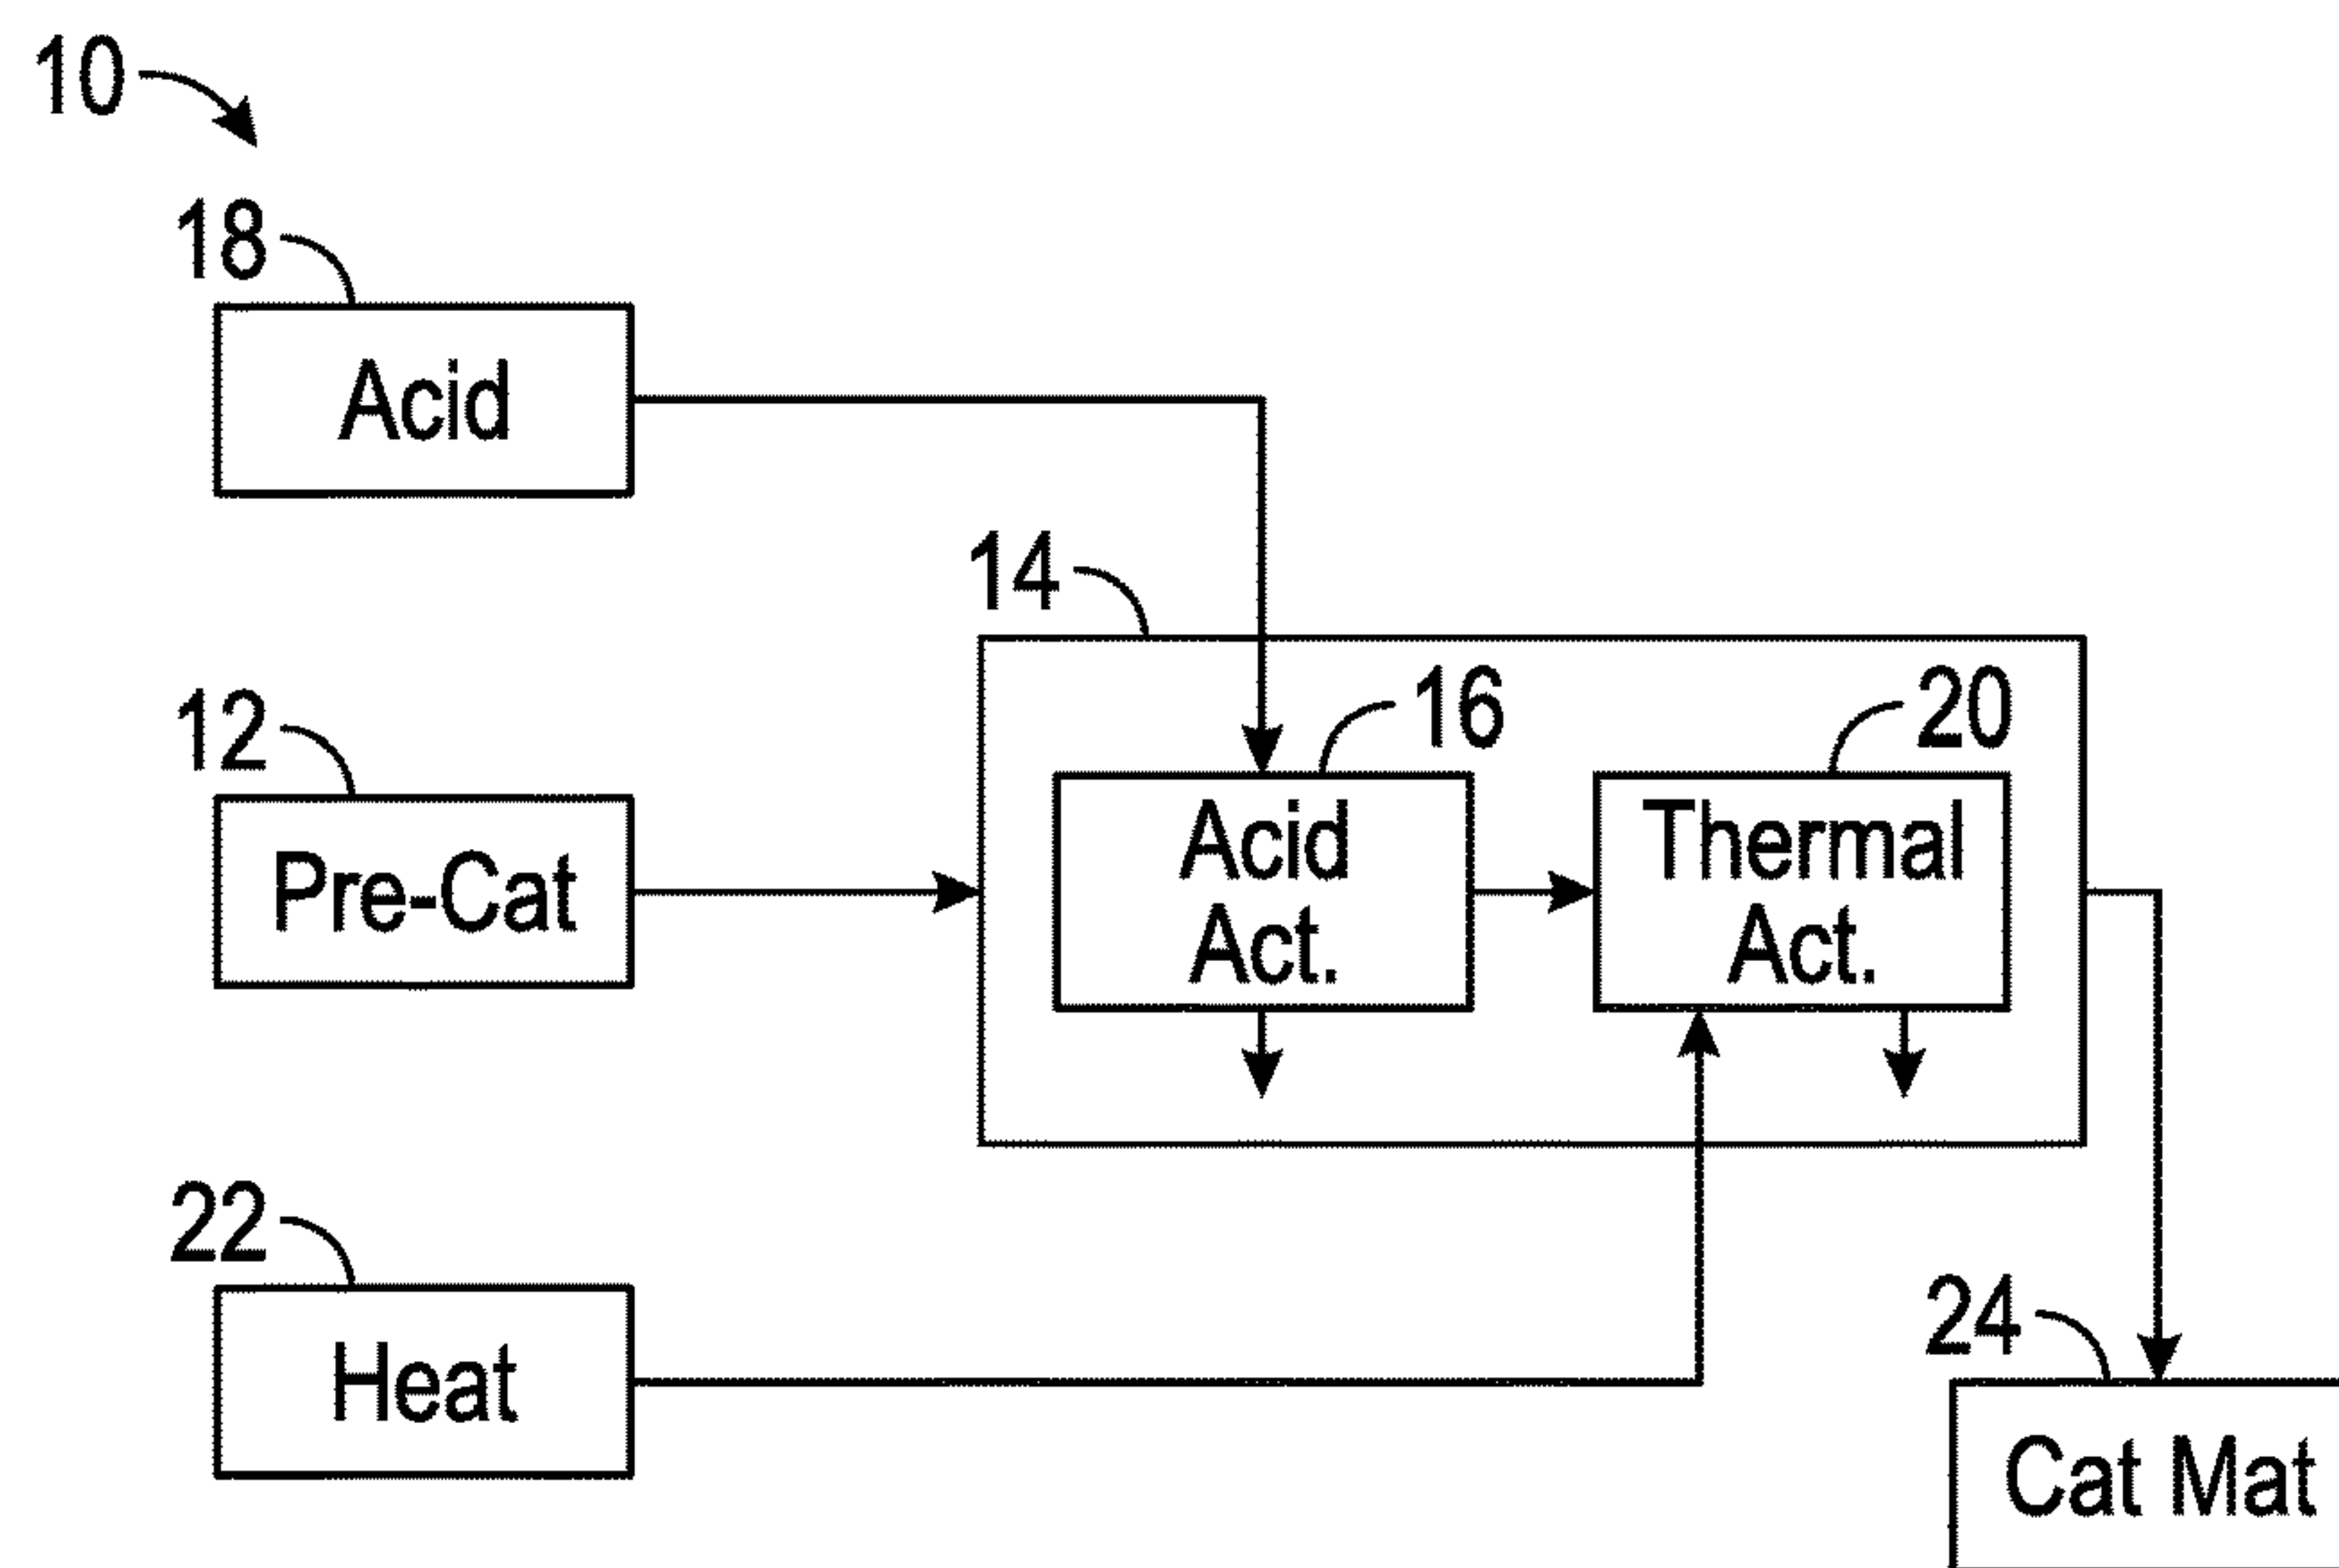 10
18
Acid
14
12
16
20
Pre-Cat
Acid
Act.
Thermal
Act.
22
Heat
24
Cat Mat